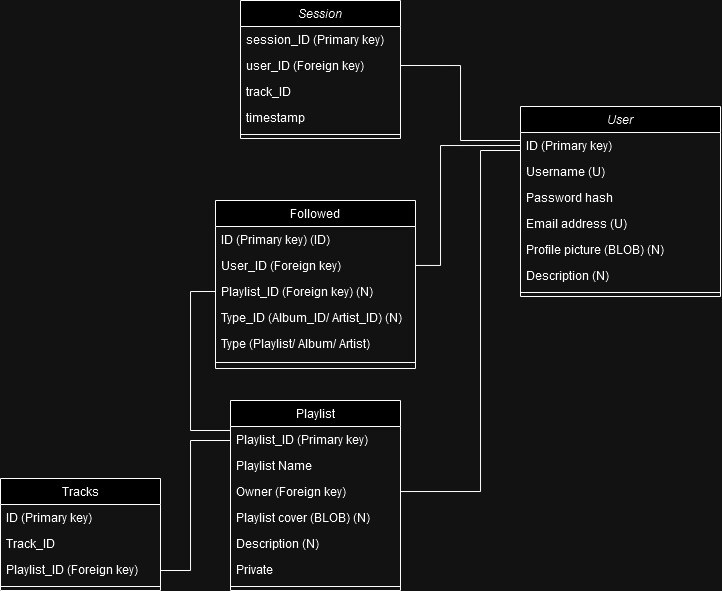 Session
session_ID (Primary key)
user_ID (Foreign key)
track_ID
timestamp
User
ID (Primary key)
Username (U)
Password hash
Email address (U)
Profile picture (BLOB) (N)
Description (N)
Followed
ID (Primary key) (ID)
User_ID (Foreign key)
Playlist_ID (Foreign key) (N)
Type_ID (Album_ID/ Artist_ID) (N)
Type (Playlist/ Album/ Artist)
Playlist
Playlist_ID (Primary key)
Playlist Name
Owner (Foreign key)
Playlist cover (BLOB) (N)
Description (N)
Private
Tracks
ID (Primary key)
Track_ID
Playlist_ID (Foreign key)